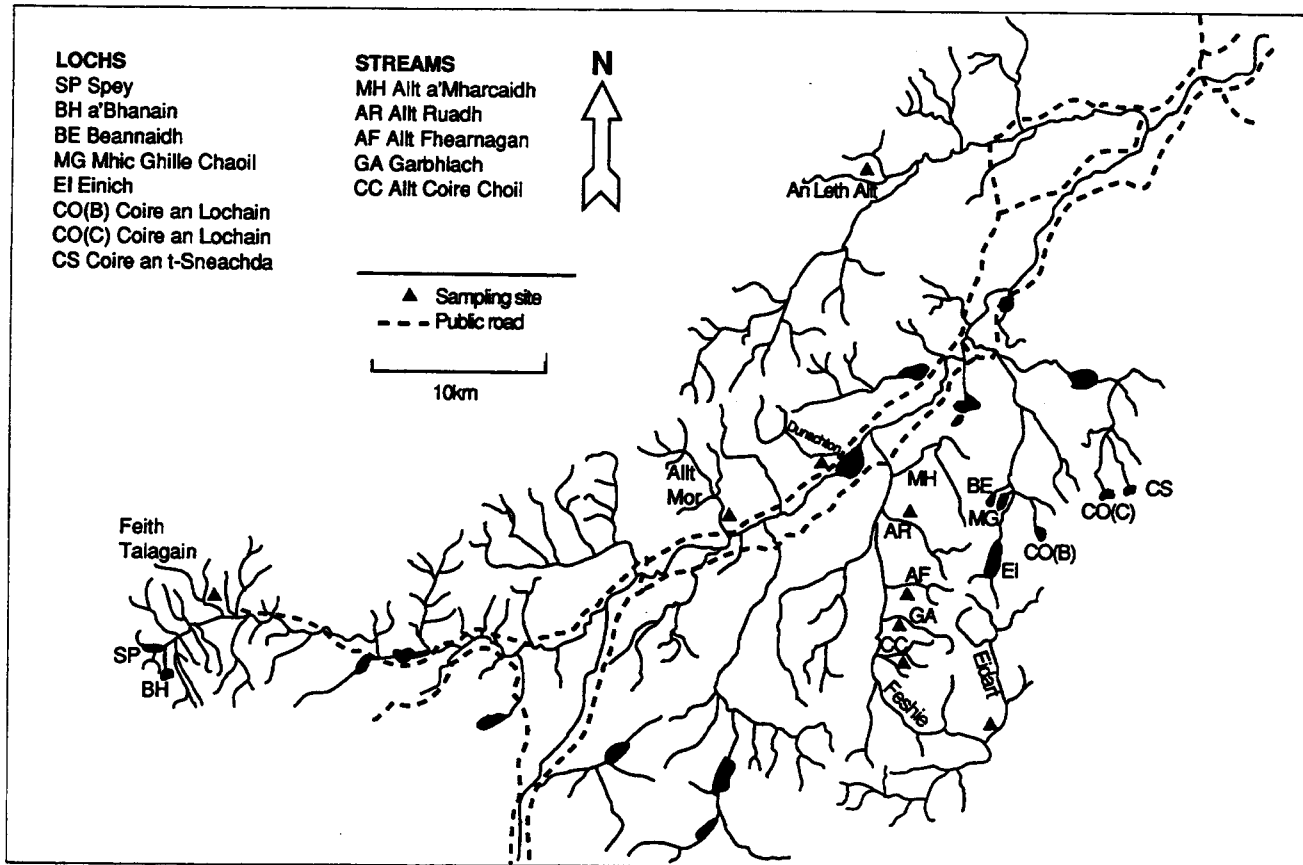 LOCHS
SP Spey
BH a'Bhanain
BE Beannaidh
MG Mhic Ghille Chaoil
EI Einich
CO(B) Coire an Lochain
CO(C) Coire an Lochain
CS Coire an t-Sneachda
STREAMS
MH Allt a'Mharcaidh
AR Allt Ruadh
AF Allt Fhearnagan
GA Garbhlach
CC Allt Coire Choil
N
Sampling site
Public road
10km
An Leth Allt
Dunachton
Allt
Mor
Feith
Talagain
SP
BH
MH
AR
AF
GA
CC
Feshie
Eidart
BE
MG
EI
CO(B)
CO(C)
CS